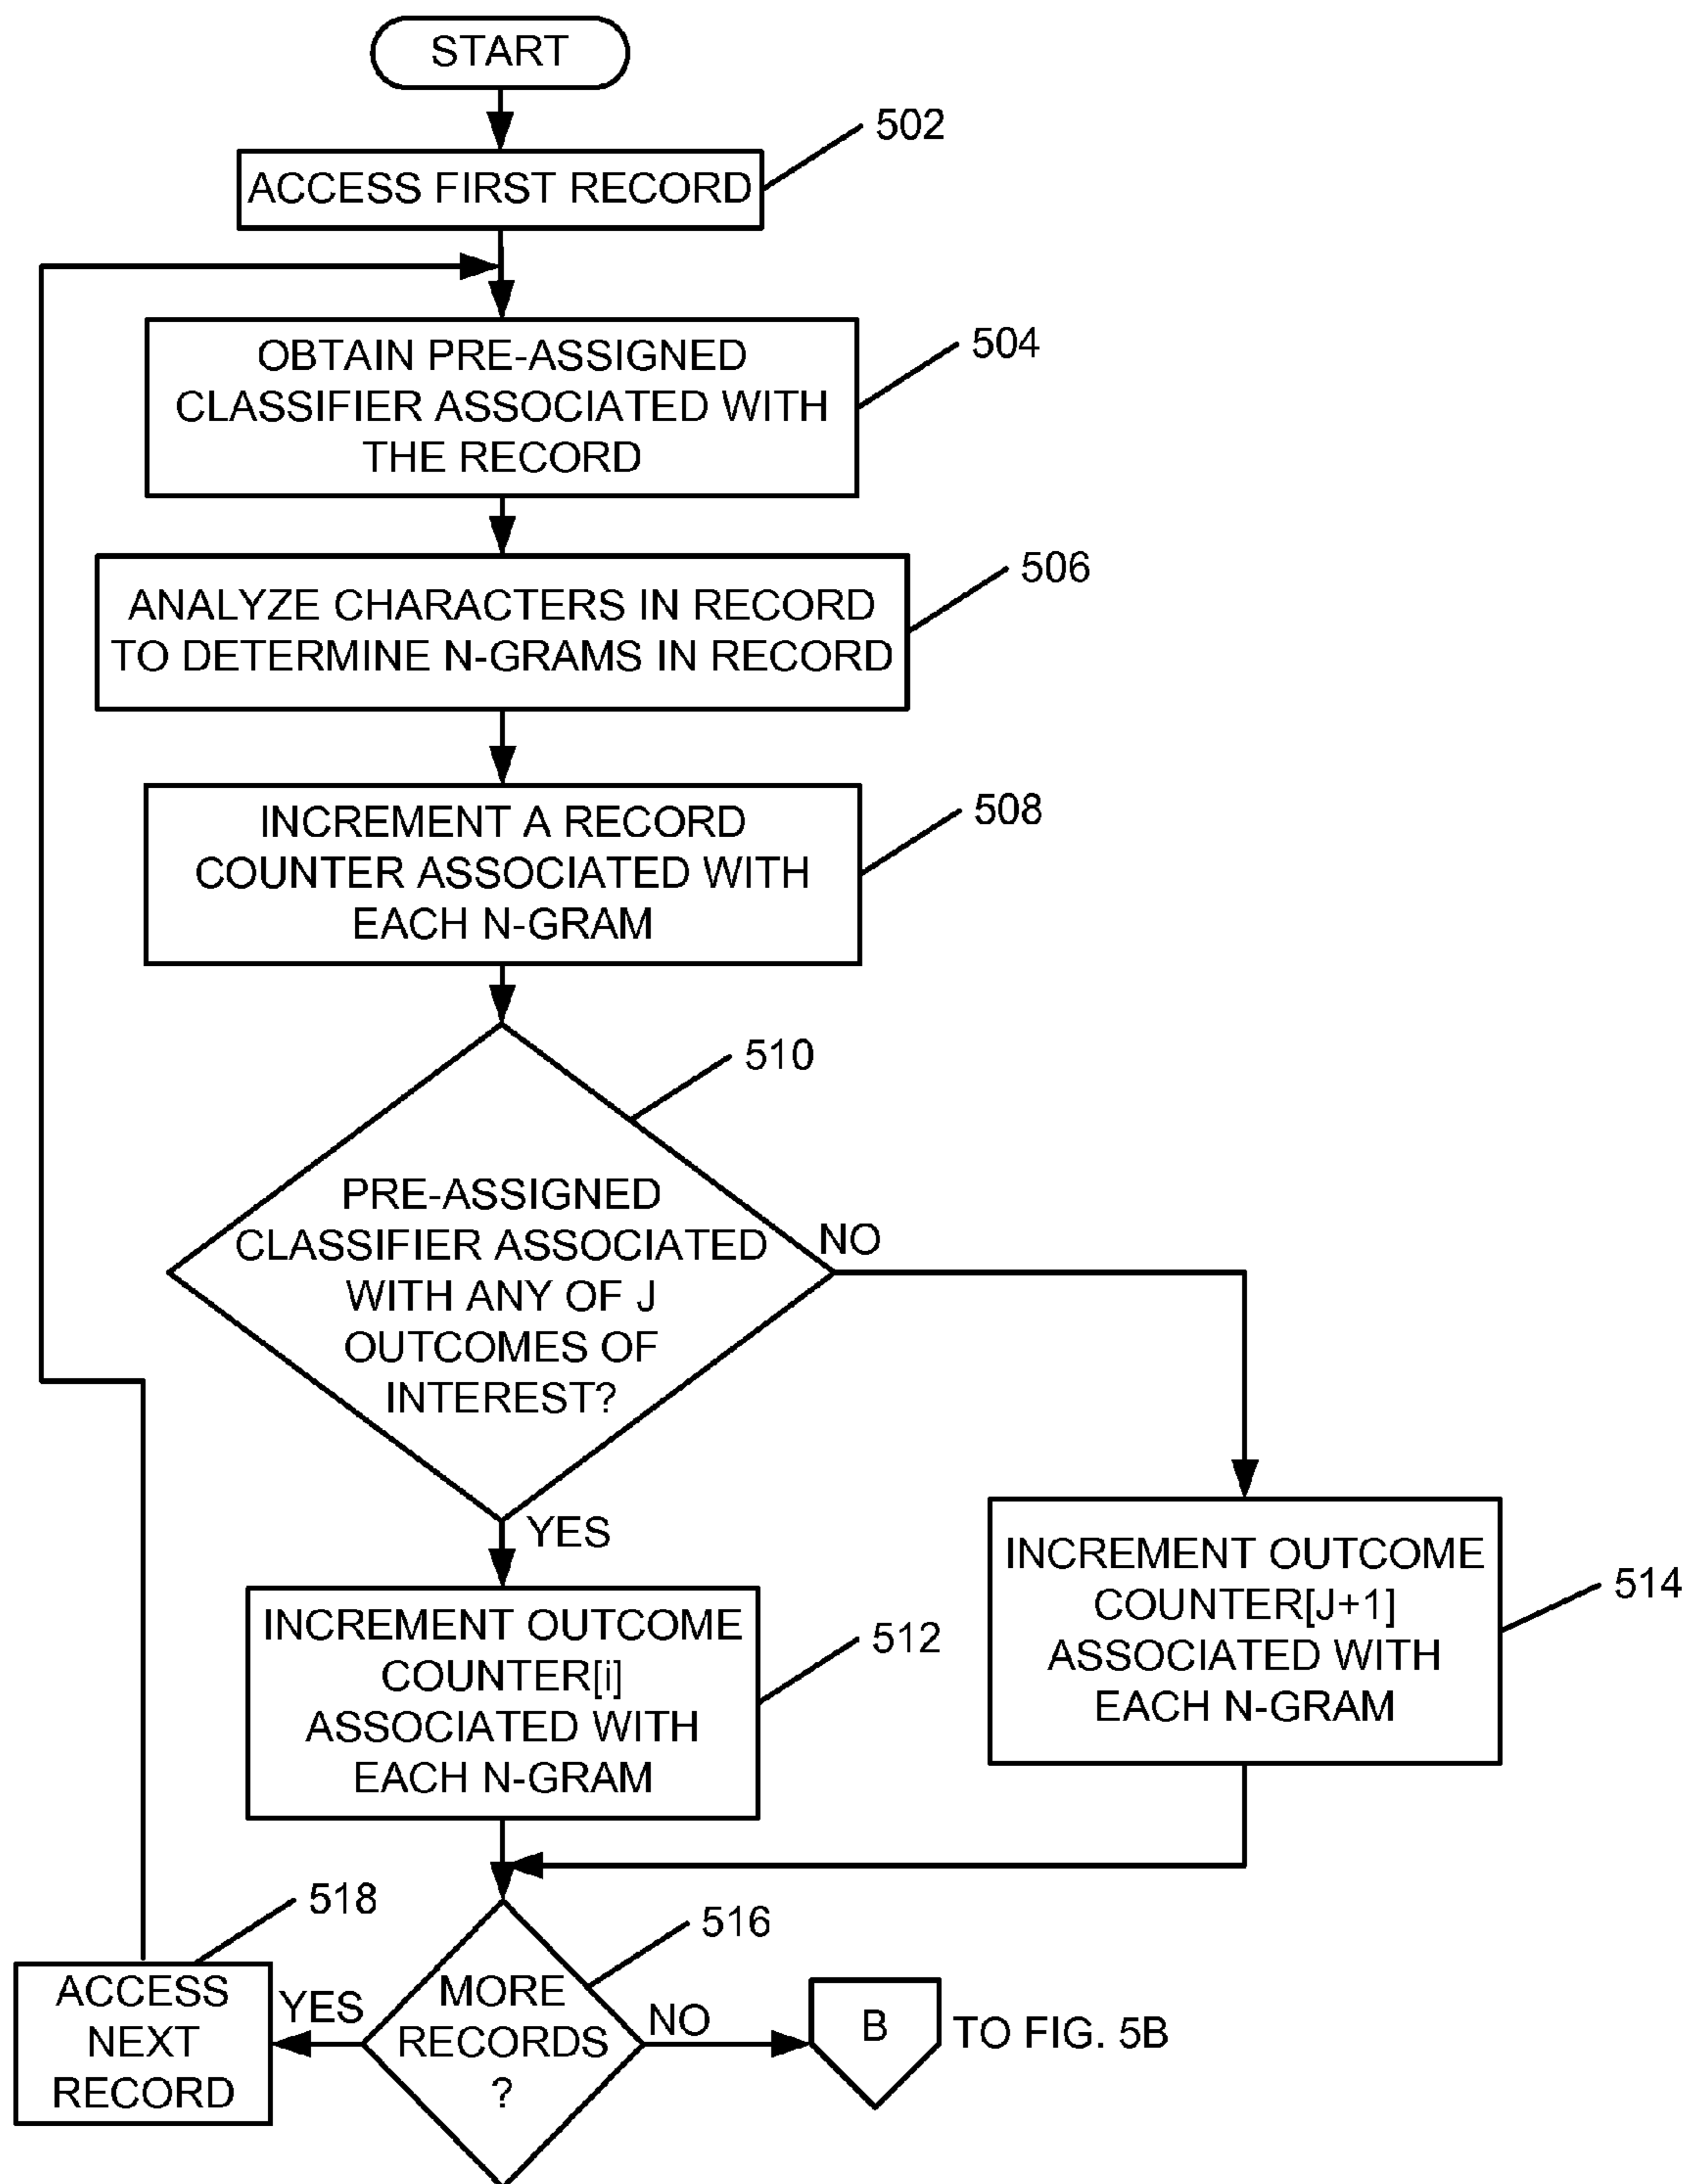 START
502
ACCESS FIRST RECORD
504
OBTAIN PRE-ASSIGNED
CLASSIFIER ASSOCIATED WITH
THE RECORD
506
ANALYZE CHARACTERS IN RECORD
TO DETERMINE N-GRAMS IN RECORD
508
INCREMENT A RECORD
COUNTER ASSOCIATED WITH
EACH N-GRAM
510
PRE-ASSIGNED
CLASSIFIER ASSOCIATED
WITH ANY OF J
OUTCOMES OF
INTEREST?
NO
YES
INCREMENT OUTCOME
COUNTER[i]
ASSOCIATED WITH
EACH N-GRAM
512
INCREMENT OUTCOME
COUNTER[J+1]
ASSOCIATED WITH
EACH N-GRAM
514
516
MORE
RECORDS
?
YES
518
ACCESS
NEXT
RECORD
NO
B
TO FIG. 5B